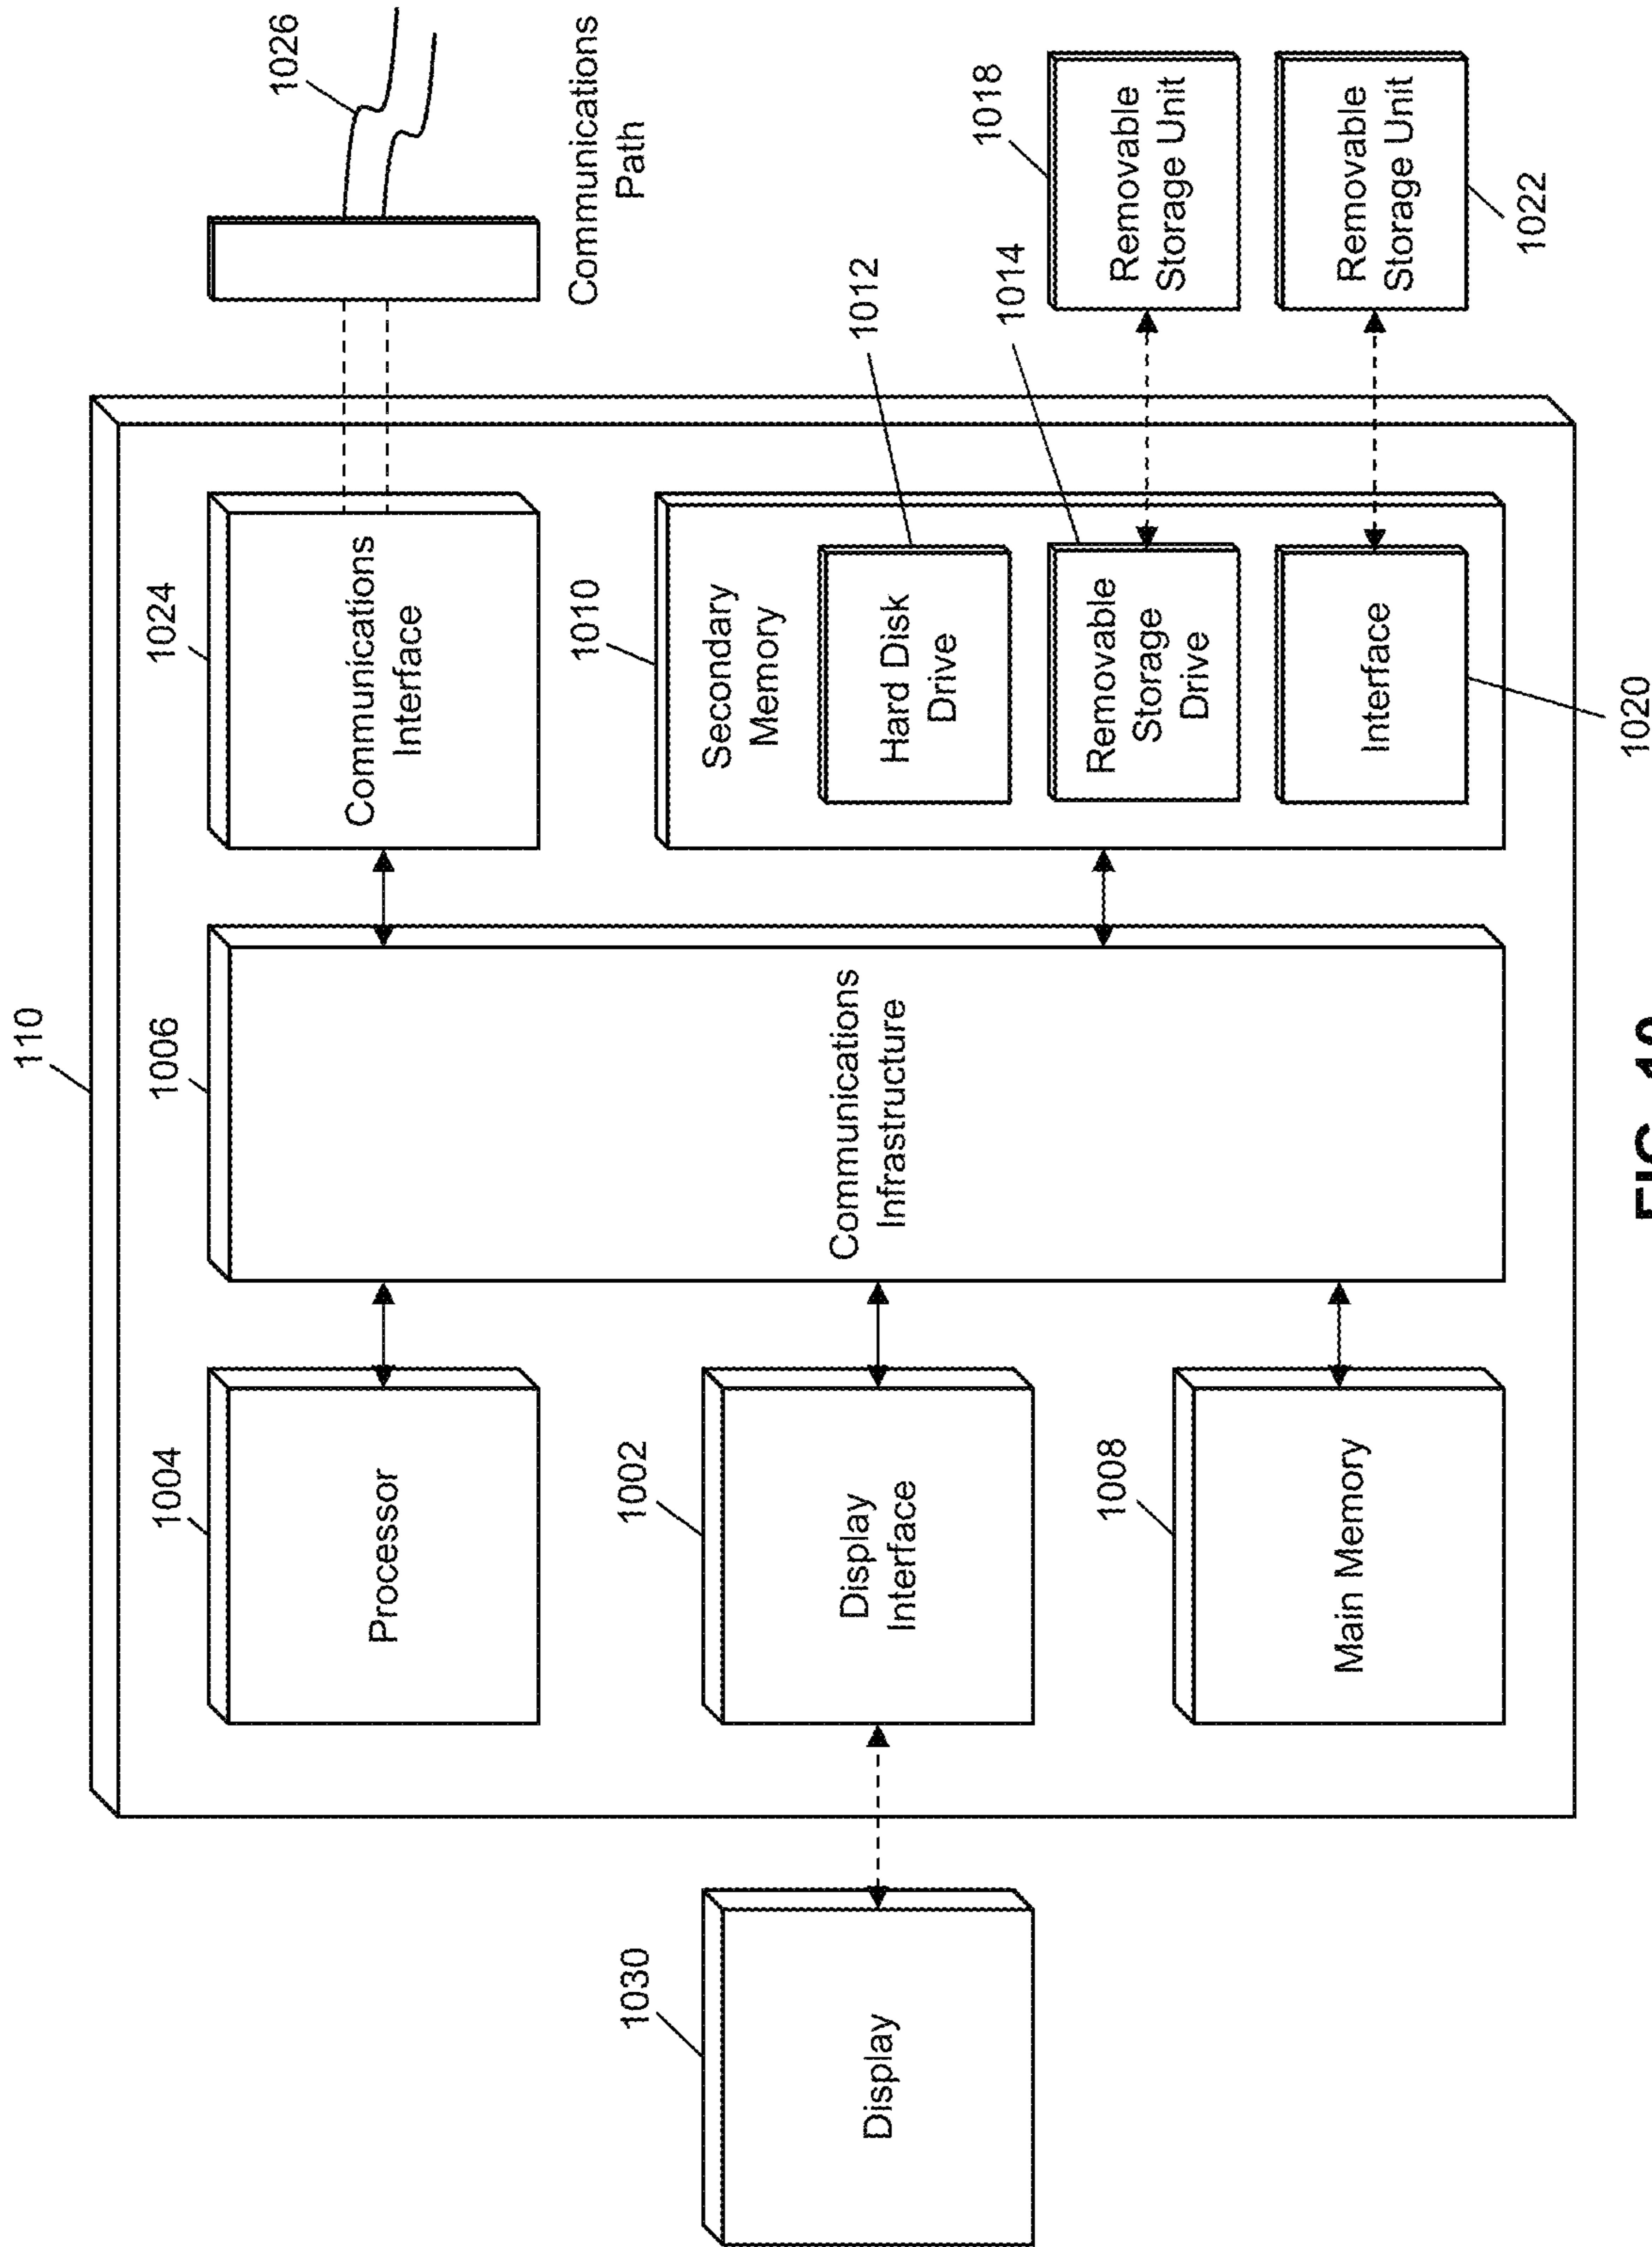 110
1004
1006
1024
1026
Processor
Communications
Interface
Communications
Path
1030
1002
1010
Display
Display
Interface
Communications
Infrastructure
Secondary
Memory
1012
Hard Disk
Drive
1014
1018
1008
Main Memory
Removable
Storage
Drive
Removable
Storage Unit
Interface
Removable
Storage Unit
1020
1022
FIG. 10